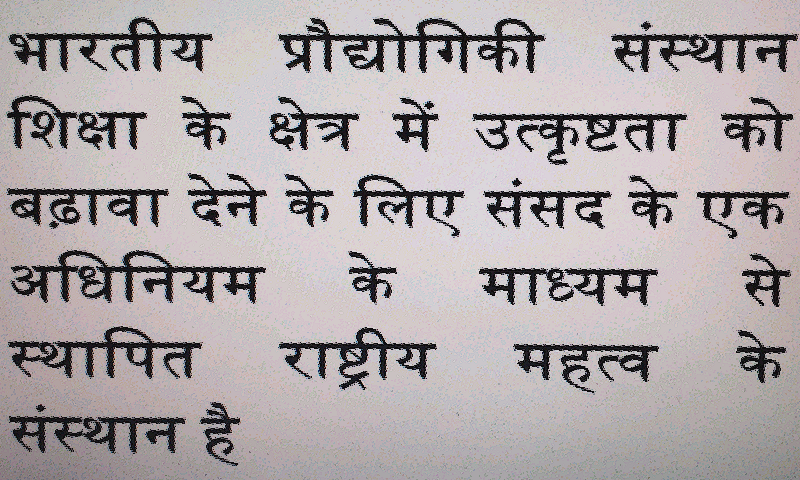 भारतीय प्रौद्योगिकी संस्थान
शिक्षा के क्षेत्र में उत्कृष्टता को
बढ़ावा देने के लिए संसद के एक
अधिनियम के माध्यम से
स्थापित राष्ट्रीय महत्व के
संस्थान है